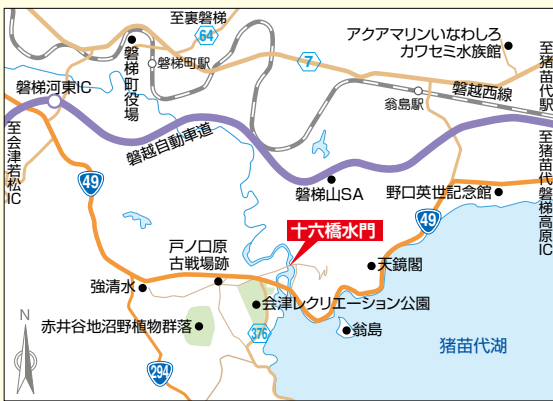 至裏磐梯
64
磐梯町役場
磐梯町駅
7
アクアマリンいなわしろ
カワセミ水族館
至猪苗代駅
磐越西線
翁島駅
磐梯河東IC
至会津若松IC
磐越自動車道
49
磐梯山SA
野口英世記念館
至猪苗代磐梯高原IC
49
十六橋水門
戸ノ口原
古戦場跡
天鏡閣
強清水
会津レクリエーション公園
赤井谷地沼野植物群落
376
翁島
猪苗代湖
294
N